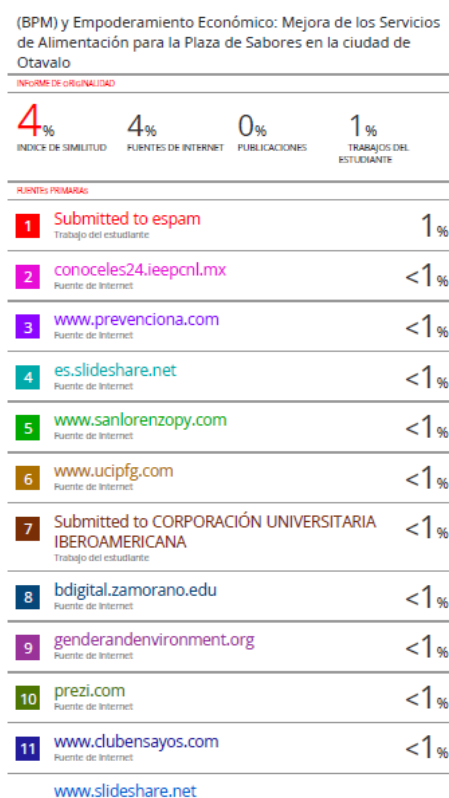 (BPM) y Empoderamiento Económico: Mejora de los Servicios
de Alimentación para la Plaza de Sabores en la ciudad de
Otavalo
INFORME DE ORIGINALIDAD
4%
INDICE DE SIMILITUD
4%
FUENTES DE INTERNET
0%
PUBLICACIONES
1%
TRABAJOS DEL
ESTUDIANTE
FUENTES PRIMARIAS
1 Submitted to espam 1%
Trabajo del estudiante
2 conoceles24.ieepcnl.mx <1%
Fuente de Internet
3 www.prevenciona.com <1%
Fuente de Internet
4 es.slideshare.net <1%
Fuente de Internet
5 www.sanlorenzopy.com <1%
Fuente de Internet
6 www.ucipfg.com <1%
Fuente de Internet
7 Submitted to CORPORACIÓN UNIVERSITARIA <1%
IBEROAMERICANA
Trabajo del estudiante
8 bdigital.zamorano.edu <1%
Fuente de Internet
9 genderandenvironment.org <1%
Fuente de Internet
10 prezi.com <1%
Fuente de Internet
11 www.clubensayos.com <1%
Fuente de Internet
www.slideshare.net